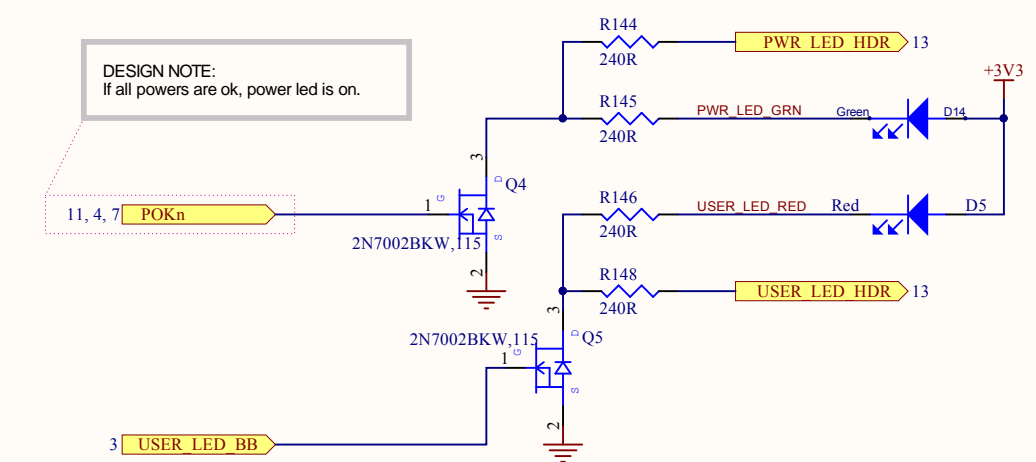 R144
PWR_LED_HDR 13
240R
DESIGN NOTE:
If all powers are ok, power led is on.
+3V3
R145
PWR_LED_GRN Green D14
240R
3
D
Q4
G
1
11, 4, 7 POKn
S
2N7002BKW,115
2
R146
USER_LED_RED Red D5
240R
R148
USER_LED_HDR 13
240R
3
D
2N7002BKW,115 Q5
G
1
S
2
3 USER_LED_BB